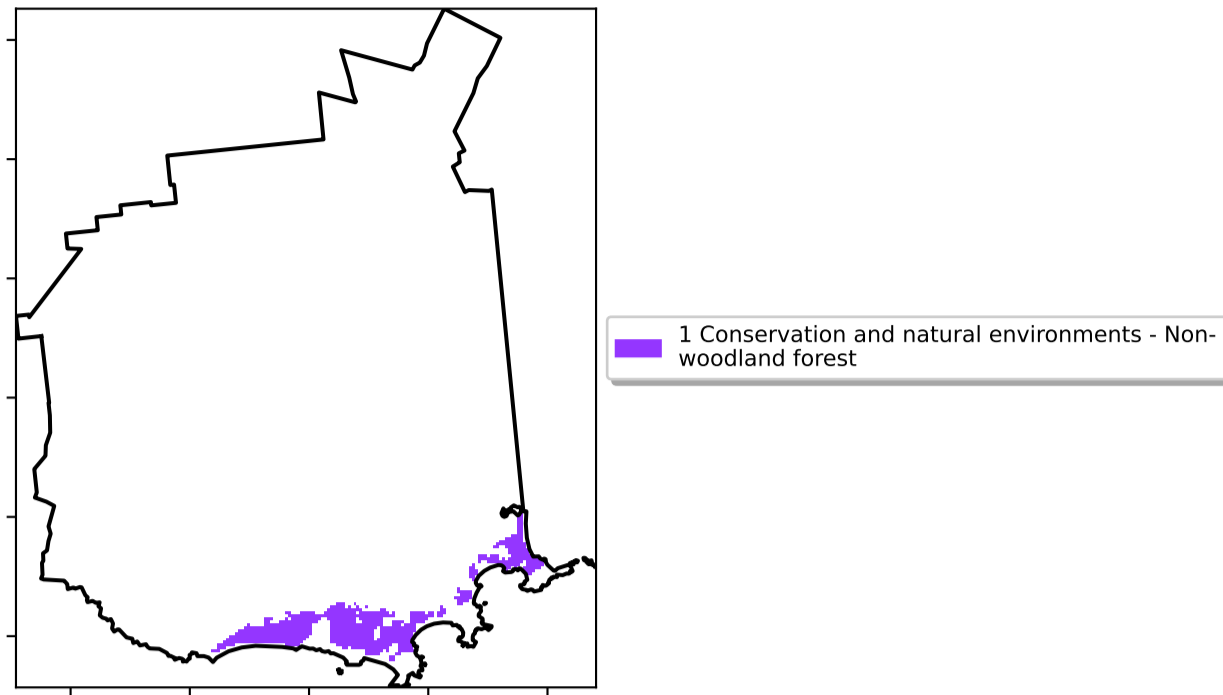 1 Conservation and natural environments - Non-
woodland forest